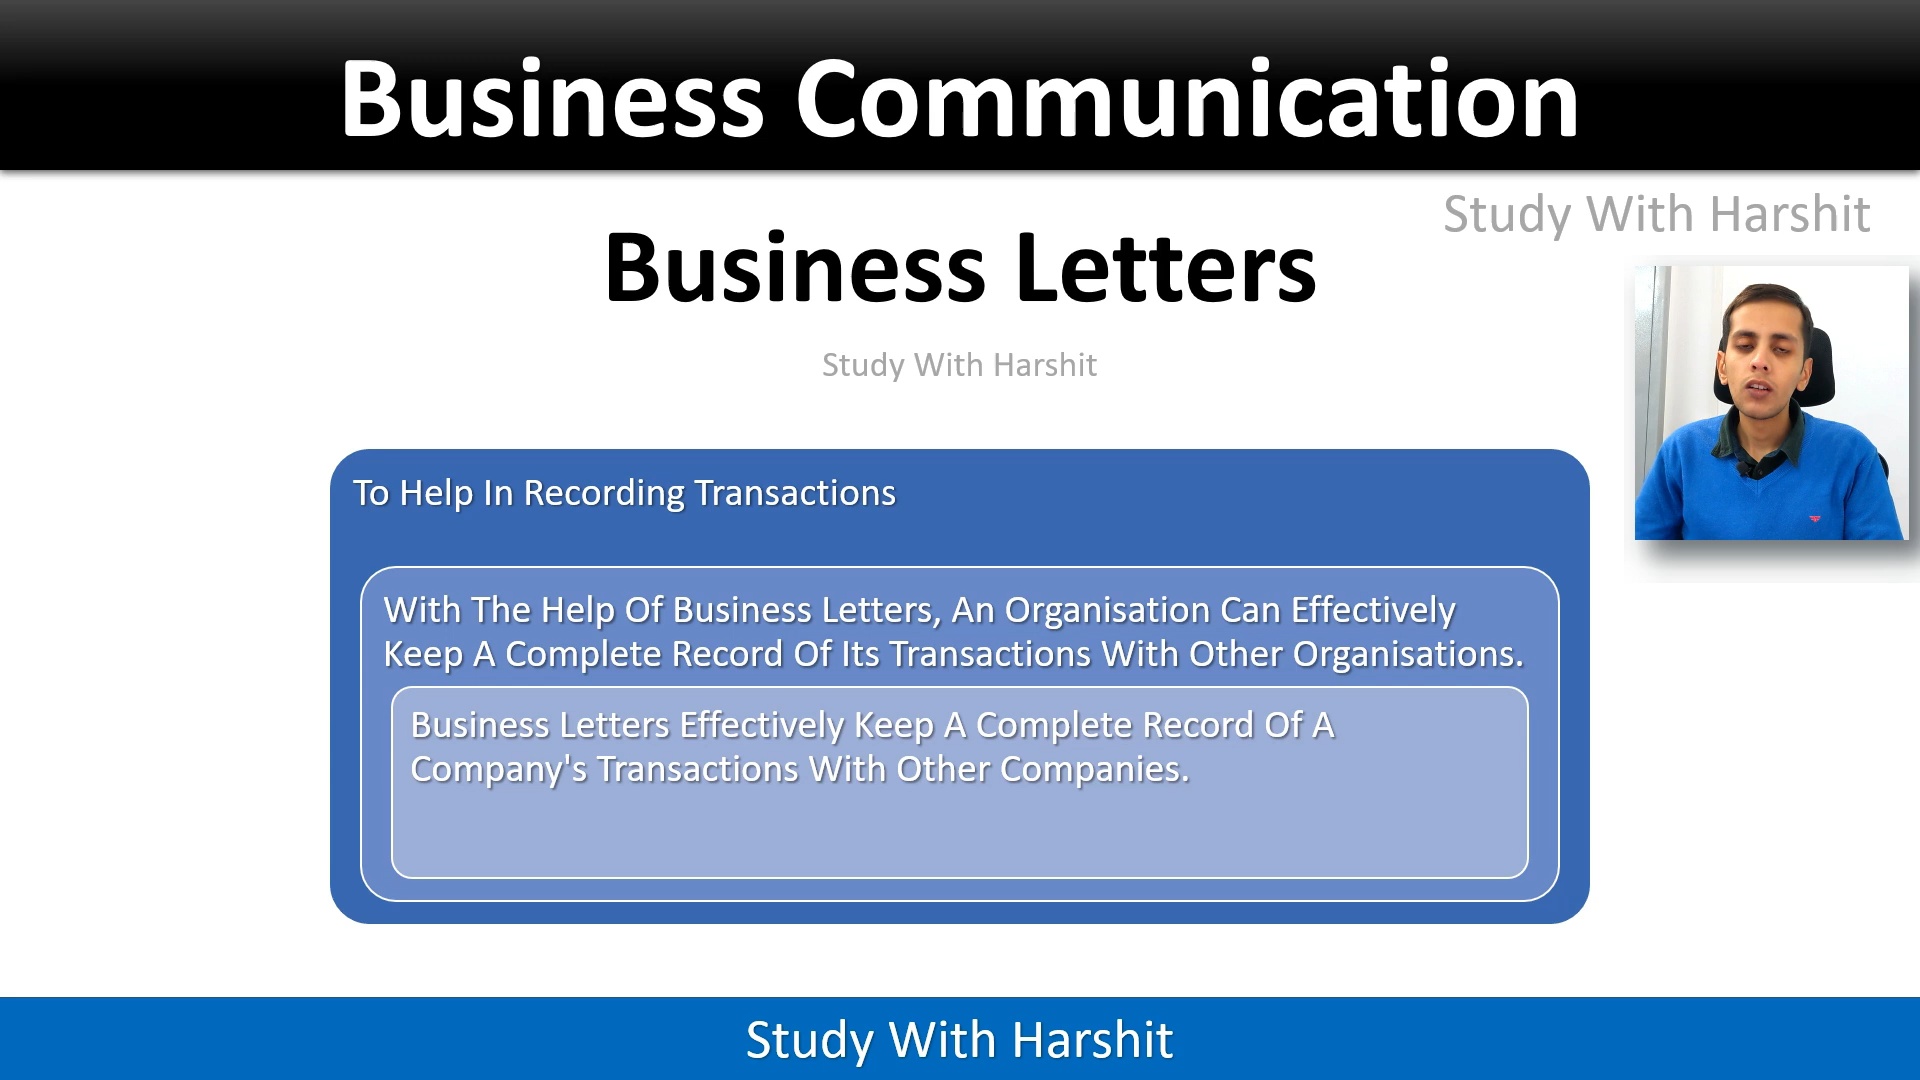 Business Communication
Study With Harshit
Business Letters
Study With Harshit
To Help In Recording Transactions
With The Help Of Business Letters, An Organisation Can Effectively
Keep A Complete Record Of Its Transactions With Other Organisations.
Business Letters Effectively Keep A Complete Record Of A
Company's Transactions With Other Companies.
Study With Harshit